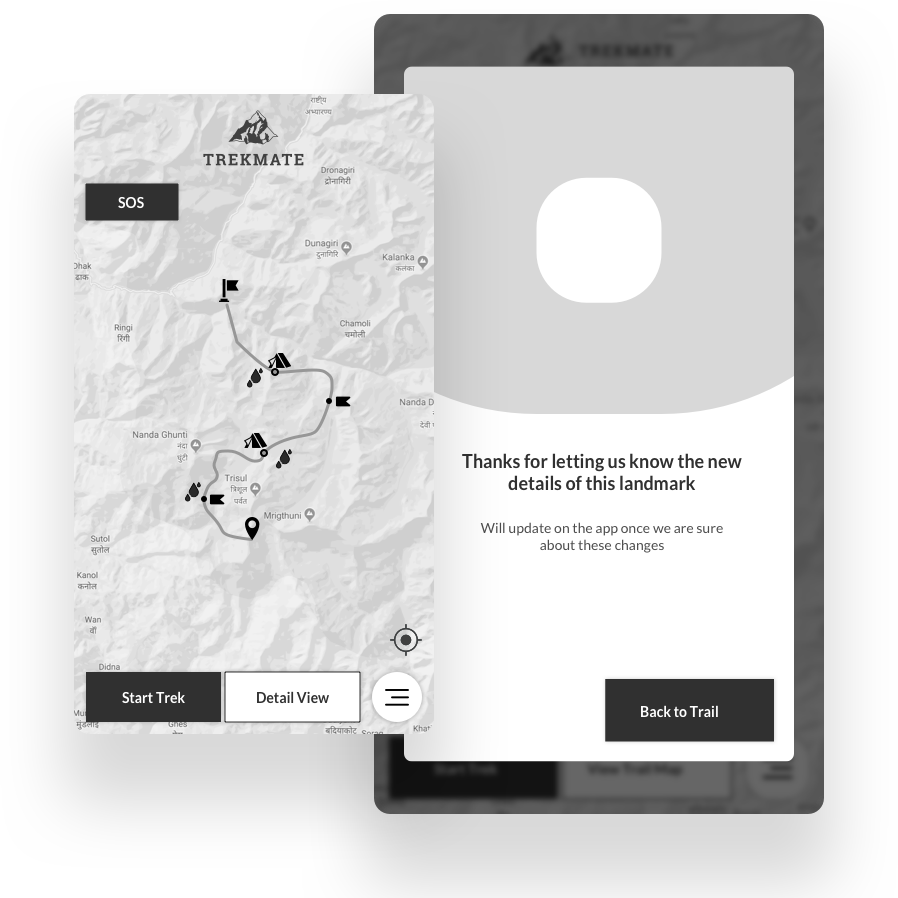 राष्ट्रीय
अभ्यारण्य
TREKMATE
TREKMATE
Dronagiri
द्रोनागिरी
SOS
Dunagiri
दुनागिरि
Kalanka
कलंका
Dhak
ढाक
Ringi
रिंगी
Chamoli
चमोली
Nanda D
देवी
Nanda Ghunti
नंदा
घुंटी
Trisul
त्रिशूल
पर्वत
Mrigthuni
Sutol
सुतोल
Kanol
कनोल
Wan
वाँ
Didna
Start Trek
Detail View
Mu
मुंडोली
Ghes
घेस
बदियाकोट
Sorag
Khat
Thanks for letting us know the new
details of this landmark
Will update on the app once we are sure
about these changes
Back to Trail
Start Trek
View Trail Map